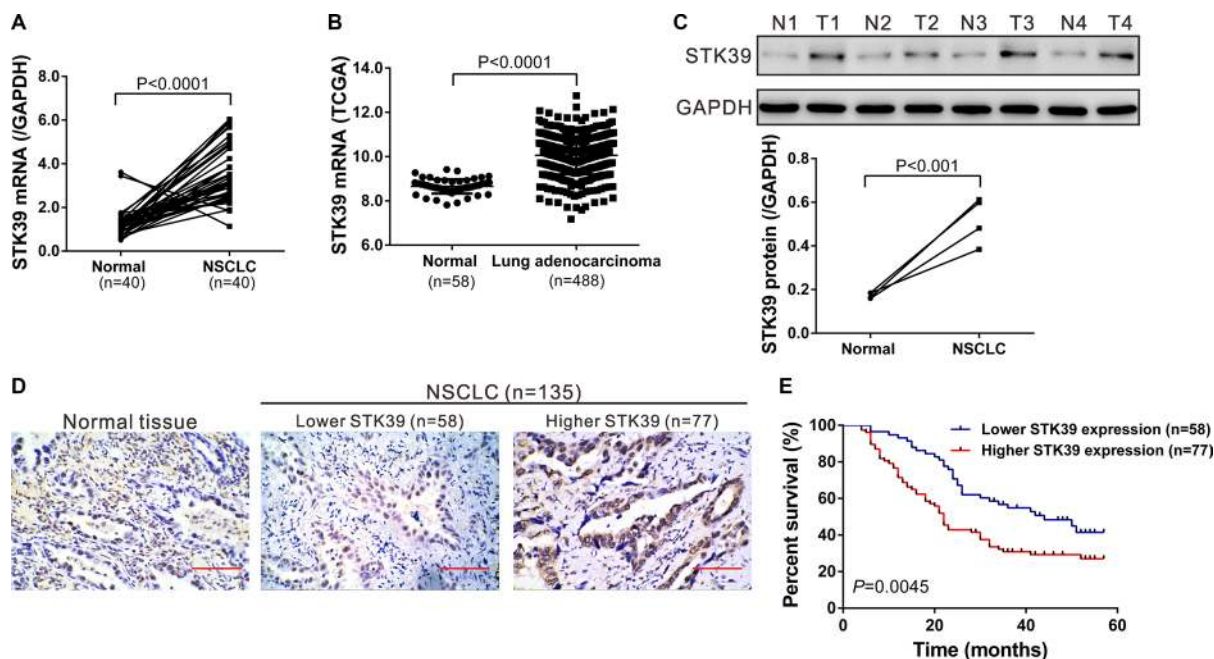 A
STK39 mRNA (/GAPDH)
8.0
6.0
4.0
2.0
0.0
P<0.0001
Normal
(n=40)
NSCLC
(n=40)
B
STK39 mRNA (TCGA)
14.0
12.0
10.0
8.0
6.0
P<0.0001
Normal
(n=58)
Lung adenocarcinoma
(n=488)
C
N1 T1 N2 T2 N3 T3 N4 T4
STK39
GAPDH
STK39 protein (/GAPDH)
0.8
0.6
0.4
0.2
0.0
P<0.001
Normal
NSCLC
D
NSCLC (n=135)
Normal tissue
Lower STK39 (n=58)
Higher STK39 (n=77)
E
Percent survival (%)
100
80
60
40
20
0
Lower STK39 expression (n=58)
Higher STK39 expression (n=77)
P=0.0045
0 20 40 60
Time (months)